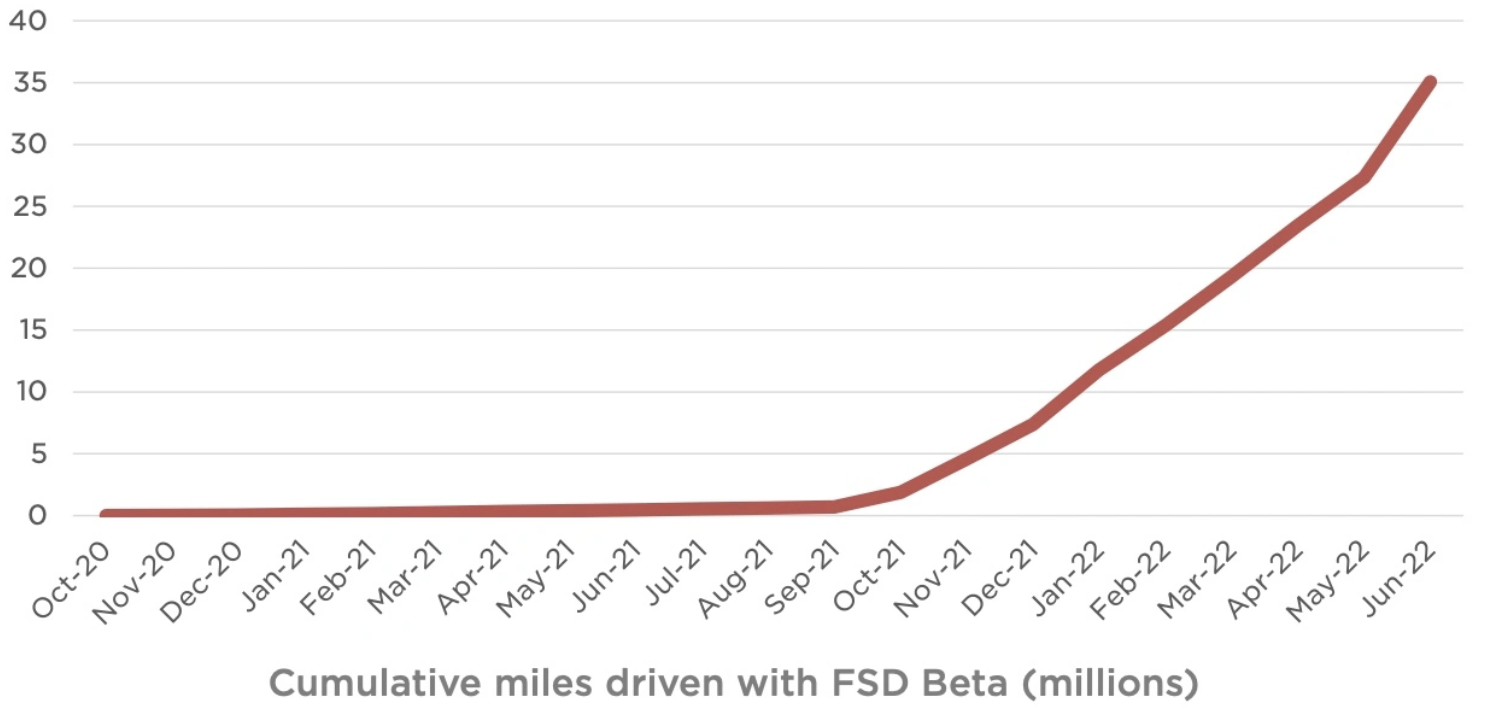 40
35
30
25
20
15
10
5
0
Oct-20
Nov-20
Dec-20
Jan-21
Feb-21
Mar-21
Apr-21
May-21
Jun-21
Jul-21
Aug-21
Sep-21
Oct-21
Nov-21
Dec-21
Jan-22
Feb-22
Mar-22
Apr-22
May-22
Jun-22
Cumulative miles driven with FSD Beta (millions)